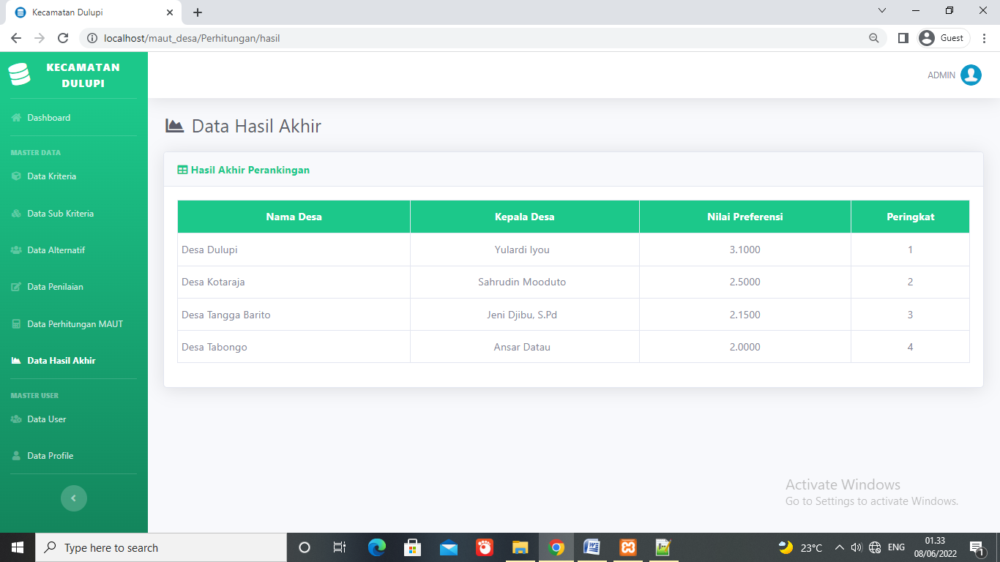 Kecamatan Dulupi
localhost/maut_desa/Perhitungan/hasil
Guest
KECAMATAN
DULUPI
ADMIN
Dashboard
MASTER DATA
Data Kriteria
Data Sub Kriteria
Data Alternatif
Data Penilaian
Data Perhitungan MAUT
Data Hasil Akhir
MASTER USER
Data User
Data Profile
Data Hasil Akhir
Hasil Akhir Perankingan
Nama Desa Kepala Desa Nilai Preferensi Peringkat
Desa Dulupi Yulardi Iyou 3.1000 1
Desa Kotaraja Sahrudin Mooduto 2.5000 2
Desa Tangga Barito Jeni Djibu, S.Pd 2.1500 3
Desa Tabongo Ansar Datau 2.0000 4
Activate Windows
Go to Settings to activate Windows.
Type here to search
23°C
ENG
01.33
08/06/2022
1